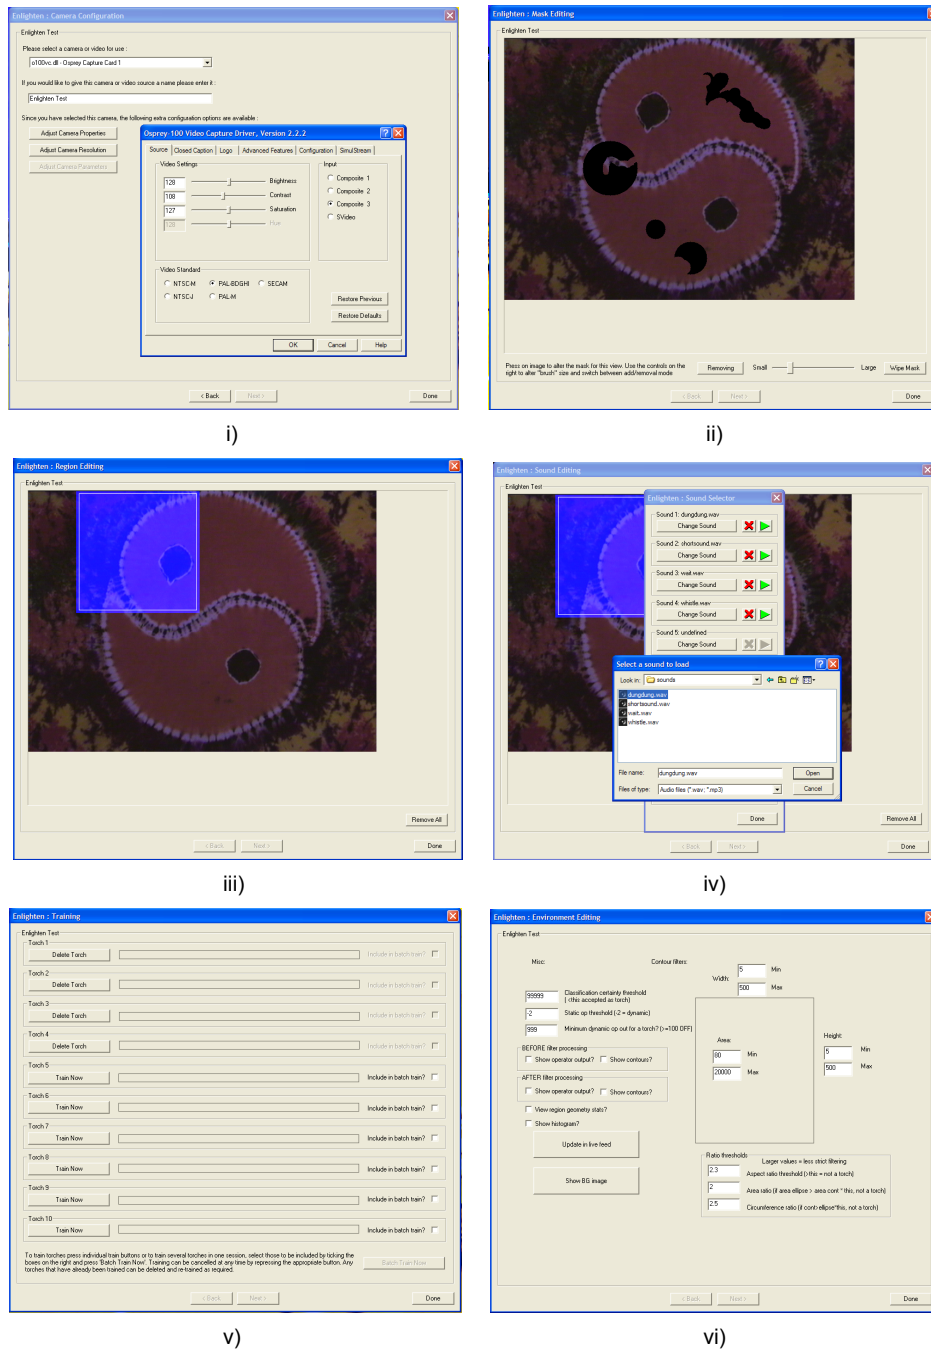 Enlighten : Camera Configuration
Enlighten Test
Please select a camera or video for use :
o100vc.dll - Osprey Capture Card 1
If you would like to give this camera or video source a name please enter it :
Enlighten Test
Since you have selected this camera, the following extra configuration options are available :
Adjust Camera Properties
Adjust Camera Resolution
Adjust Camera Parameters
Osprey-100 Video Capture Driver, Version 2.2.2
Source Closed Caption Logo Advanced Features Configuration SimulStream
Video Settings
128 Brightness
108 Contrast
127 Saturation
128 Hue
Input
Composite 1
Composite 2
Composite 3
SVideo
Video Standard
NTSC-M PAL-BDGHI SECAM
NTSC-J PAL-M
Restore Previous
Restore Defaults
OK Cancel Help
< Back Next > Done
i)
Enlighten : Mask Editing
Enlighten Test
Press on image to alter the mask for this view. Use the controls on the
right to alter "brush" size and switch between add/removal mode
Removing Small Large Wipe Mask
< Back Next > Done
ii)
Enlighten : Region Editing
Enlighten Test
Remove All
< Back Next > Done
iii)
Enlighten : Sound Editing
Enlighten Test
Enlighten : Sound Selector
Sound 1: dungdung.wav
Change Sound
Sound 2: shortsound.wav
Change Sound
Sound 3: wait.wav
Change Sound
Sound 4: whistle.wav
Change Sound
Sound 5: undefined
Change Sound
Select a sound to load
Look in: sounds
dungdung.wav
shortsound.wav
wait.wav
whistle.wav
File name: dungdung.wav Open
Files of type: Audio files (*.wav; *.mp3) Cancel
Done
Remove All
< Back Next > Done
iv)
Enlighten : Training
Enlighten Test
Torch 1
Delete Torch Include in batch train?
Torch 2
Delete Torch Include in batch train?
Torch 3
Delete Torch Include in batch train?
Torch 4
Delete Torch Include in batch train?
Torch 5
Train Now Include in batch train?
Torch 6
Train Now Include in batch train?
Torch 7
Train Now Include in batch train?
Torch 8
Train Now Include in batch train?
Torch 9
Train Now Include in batch train?
Torch 10
Train Now Include in batch train?
To train torches press individual train buttons or to train several torches in one session, select those to be included by ticking the
boxes on the right and press 'Batch Train Now'. Training can be cancelled at any time by repressing the appropriate button. Any
torches that have already been trained can be deleted and re-trained as required.
Batch Train Now
< Back Next > Done
v)
Enlighten : Environment Editing
Enlighten Test
Misc: Contour filters:
99999 Classification certainty threshold
(<this accepted as torch)
-2 Static op threshold (-2 = dynamic)
999 Minimum dynamic op out for a torch? (>=100 OFF)
BEFORE filter processing
Show operator output? Show contours?
AFTER filter processing
Show operator output? Show contours?
View region geometry stats?
Show histogram?
Update in live feed
Show BG image
Width:
5 Min
500 Max
Area:
80 Min
20000 Max
Height:
5 Min
500 Max
Ratio thresholds
Larger values = less strict filtering
2.3 Aspect ratio threshold (>this = not a torch)
2 Area ratio (if area ellipse > area cont * this, not a torch)
2.5 Circumference ratio (if cont>ellipse*this, not a torch)
< Back Next > Done
vi)